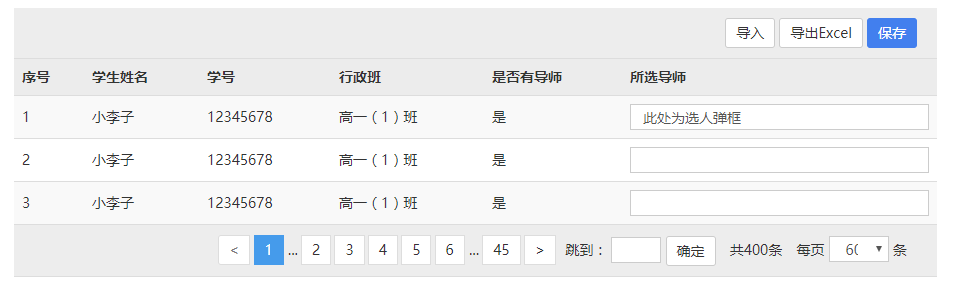 导入 导出Excel 保存
序号 学生姓名 学号 行政班 是否有导师 所选导师
1 小李子 12345678 高一（1）班 是 此处为选人弹框
2 小李子 12345678 高一（1）班 是
3 小李子 12345678 高一（1）班 是
< 1 ... 2 3 4 5 6 ... 45 > 跳到： 确定 共400条 每页 60 条